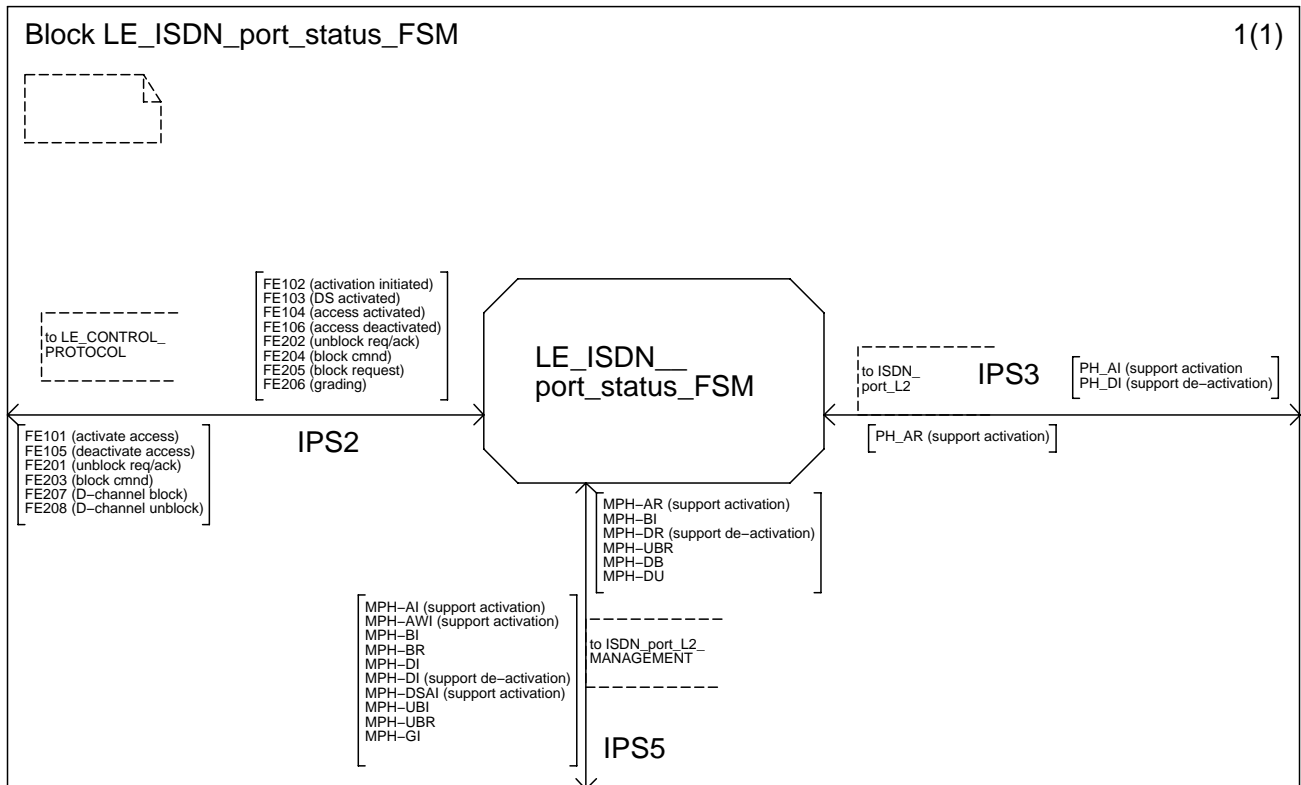 Block LE_ISDN_port_status_FSM
1(1)
FE102 (activation initiated)
FE103 (DS activated)
FE104 (access activated)
FE106 (access deactivated)
FE202 (unblock req/ack)
FE204 (block cmnd)
FE205 (block request)
FE206 (grading)
to LE_CONTROL_
PROTOCOL
IPS2
FE101 (activate access)
FE105 (deactivate access)
FE201 (unblock req/ack)
FE203 (block cmnd)
FE207 (D−channel block)
FE208 (D−channel unblock)
LE_ISDN__
port_status_FSM
to ISDN_
port_L2
IPS3
PH_AI (support activation
PH_DI (support de−activation)
PH_AR (support activation)
MPH−AR (support activation)
MPH−BI
MPH−DR (support de−activation)
MPH−UBR
MPH−DB
MPH−DU
MPH−AI (support activation)
MPH−AWI (support activation)
MPH−BI
MPH−BR
MPH−DI
MPH−DI (support de−activation)
MPH−DSAI (support activation)
MPH−UBI
MPH−UBR
MPH−GI
to ISDN_port_L2_
MANAGEMENT
IPS5